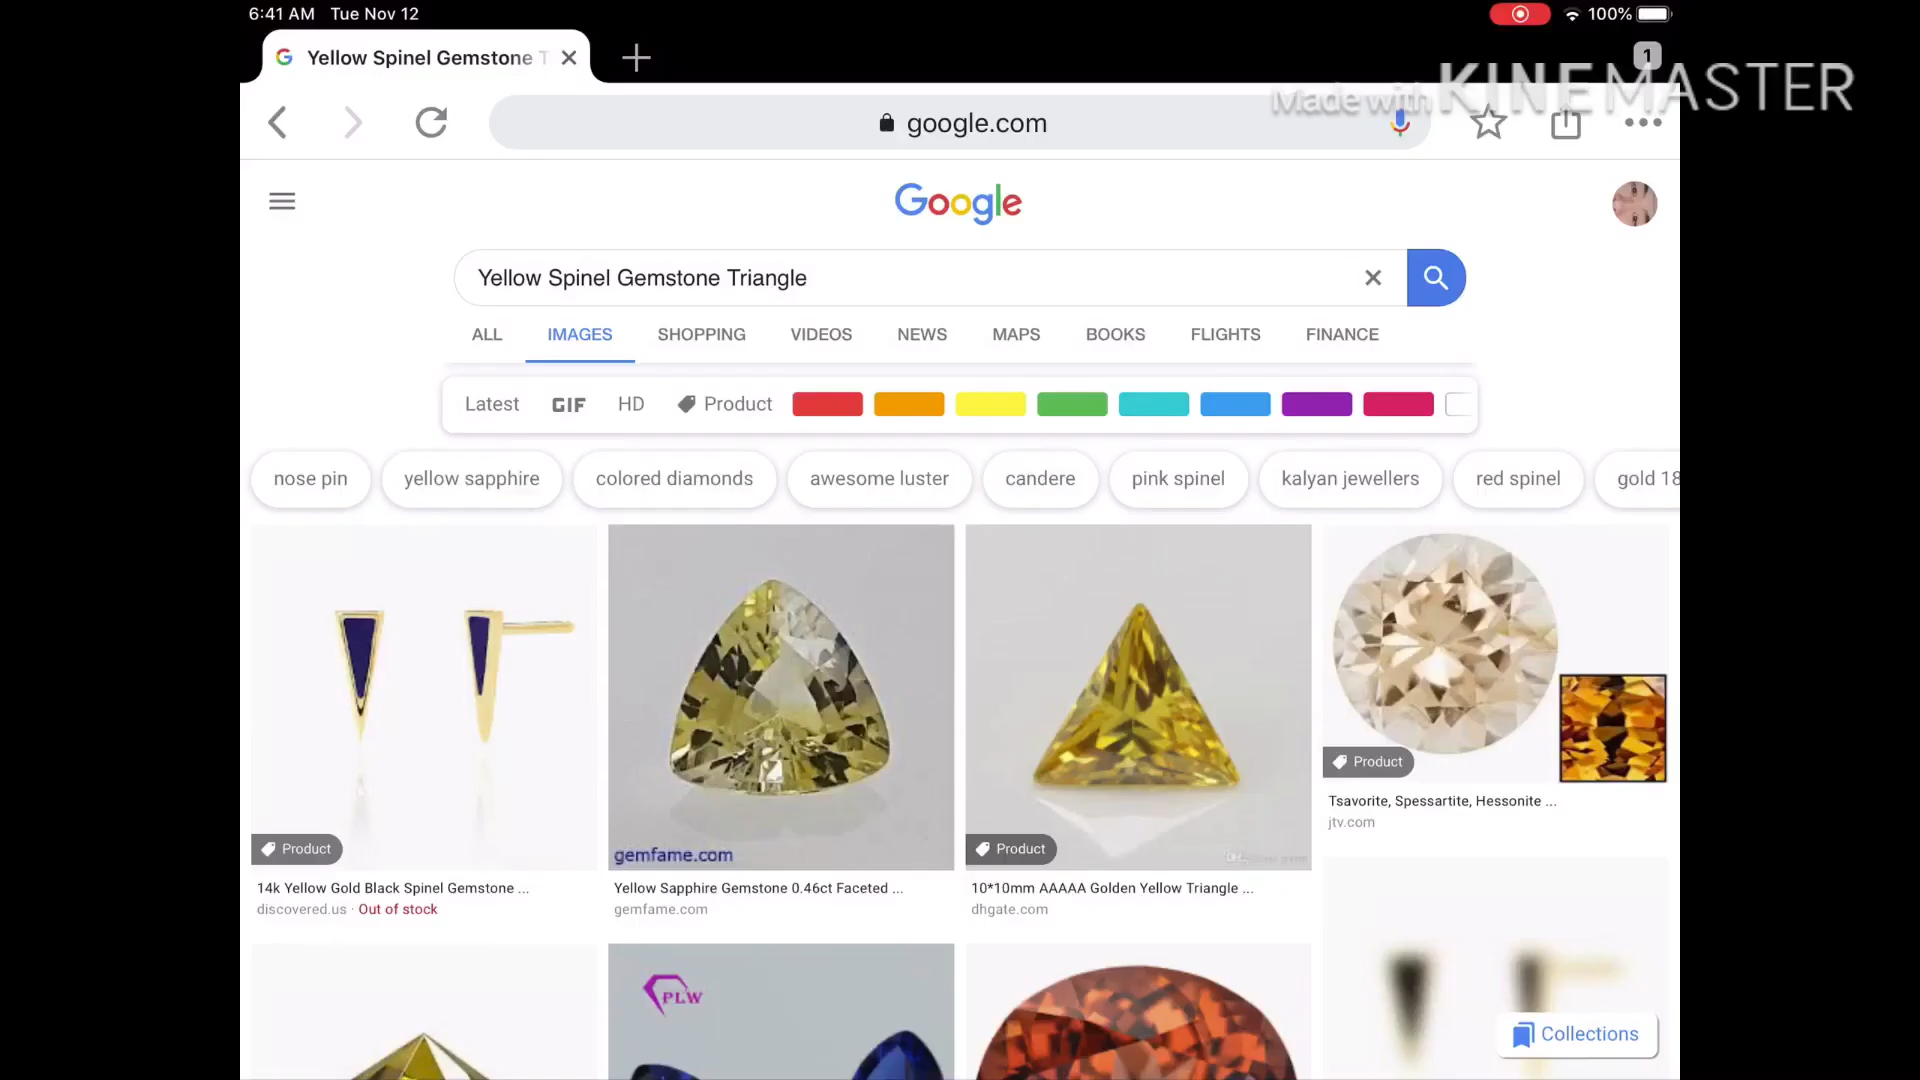 6:41 AM Tue Nov 12
100%
Yellow Spinel Gemstone T
1
Made with KINEMASTER
google.com
Google
Yellow Spinel Gemstone Triangle
ALL IMAGES SHOPPING VIDEOS NEWS MAPS BOOKS FLIGHTS FINANCE
Latest GIF HD Product
nose pin yellow sapphire colored diamonds awesome luster candere pink spinel kalyan jewellers red spinel gold 18
Product
gemfame.com
Product
Product
14k Yellow Gold Black Spinel Gemstone ...
discovered.us · Out of stock
Yellow Sapphire Gemstone 0.46ct Faceted ...
gemfame.com
10*10mm AAAAA Golden Yellow Triangle ...
dhgate.com
Tsavorite, Spessartite, Hessonite ...
jtv.com
PLW
Collections